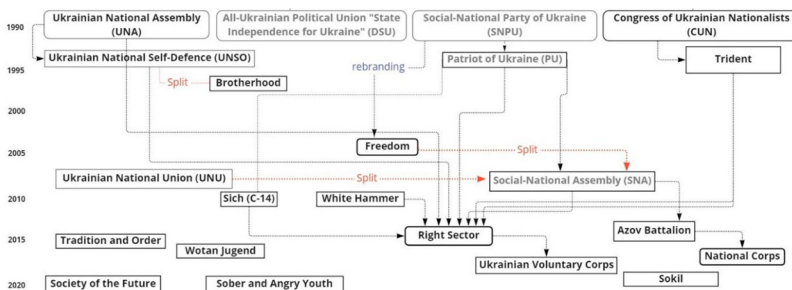 1990
Ukrainian National Assembly
(UNA)
All-Ukrainian Political Union "State
Independence for Ukraine" (DSU)
Social-National Party of Ukraine
(SNPU)
Congress of Ukrainian Nationalists
(CUN)
Ukrainian National Self-Defence (UNSO)
Patriot of Ukraine (PU)
Trident
1995
rebranding
Split
Brotherhood
2000
2005
Freedom
Split
Ukrainian National Union (UNU)
Split
Social-National Assembly (SNA)
2010
Sich (C-14)
White Hammer
2015
Tradition and Order
Wotan Jugend
Right Sector
Azov Battalion
Ukrainian Voluntary Corps
National Corps
2020
Society of the Future
Sober and Angry Youth
Sokil